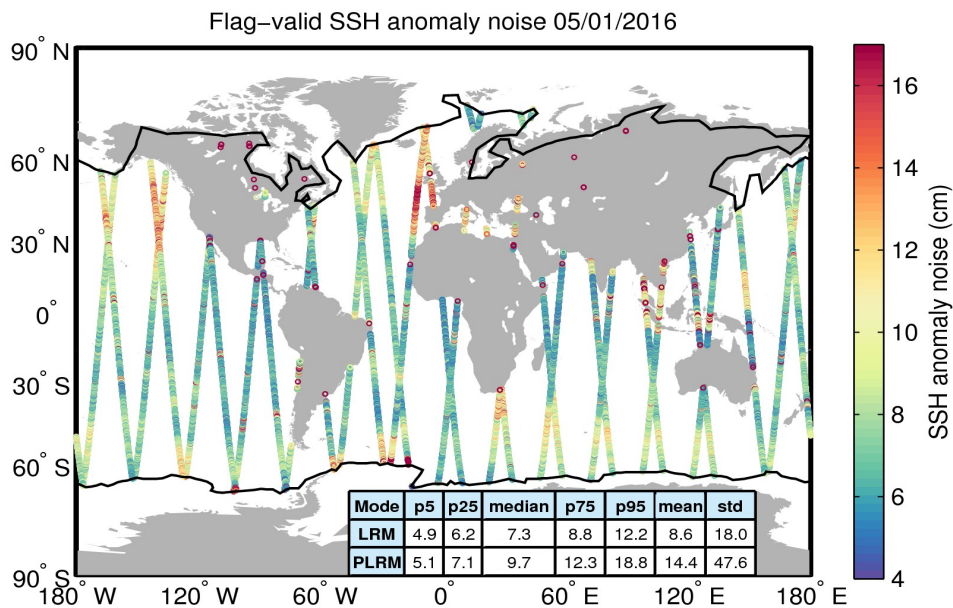 Flag–valid SSH anomaly noise 05/01/2016
90° N
60° N
30° N
0°
30° S
60° S
90° S
180° W
120° W
60° W
0°
60° E
120° E
180° E
16
14
12
10
8
6
4
SSH anomaly noise (cm)
Mode p5 p25 median p75 p95 mean std
LRM 4.9 6.2 7.3 8.8 12.2 8.6 18.0
PLRM 5.1 7.1 9.7 12.3 18.8 14.4 47.6